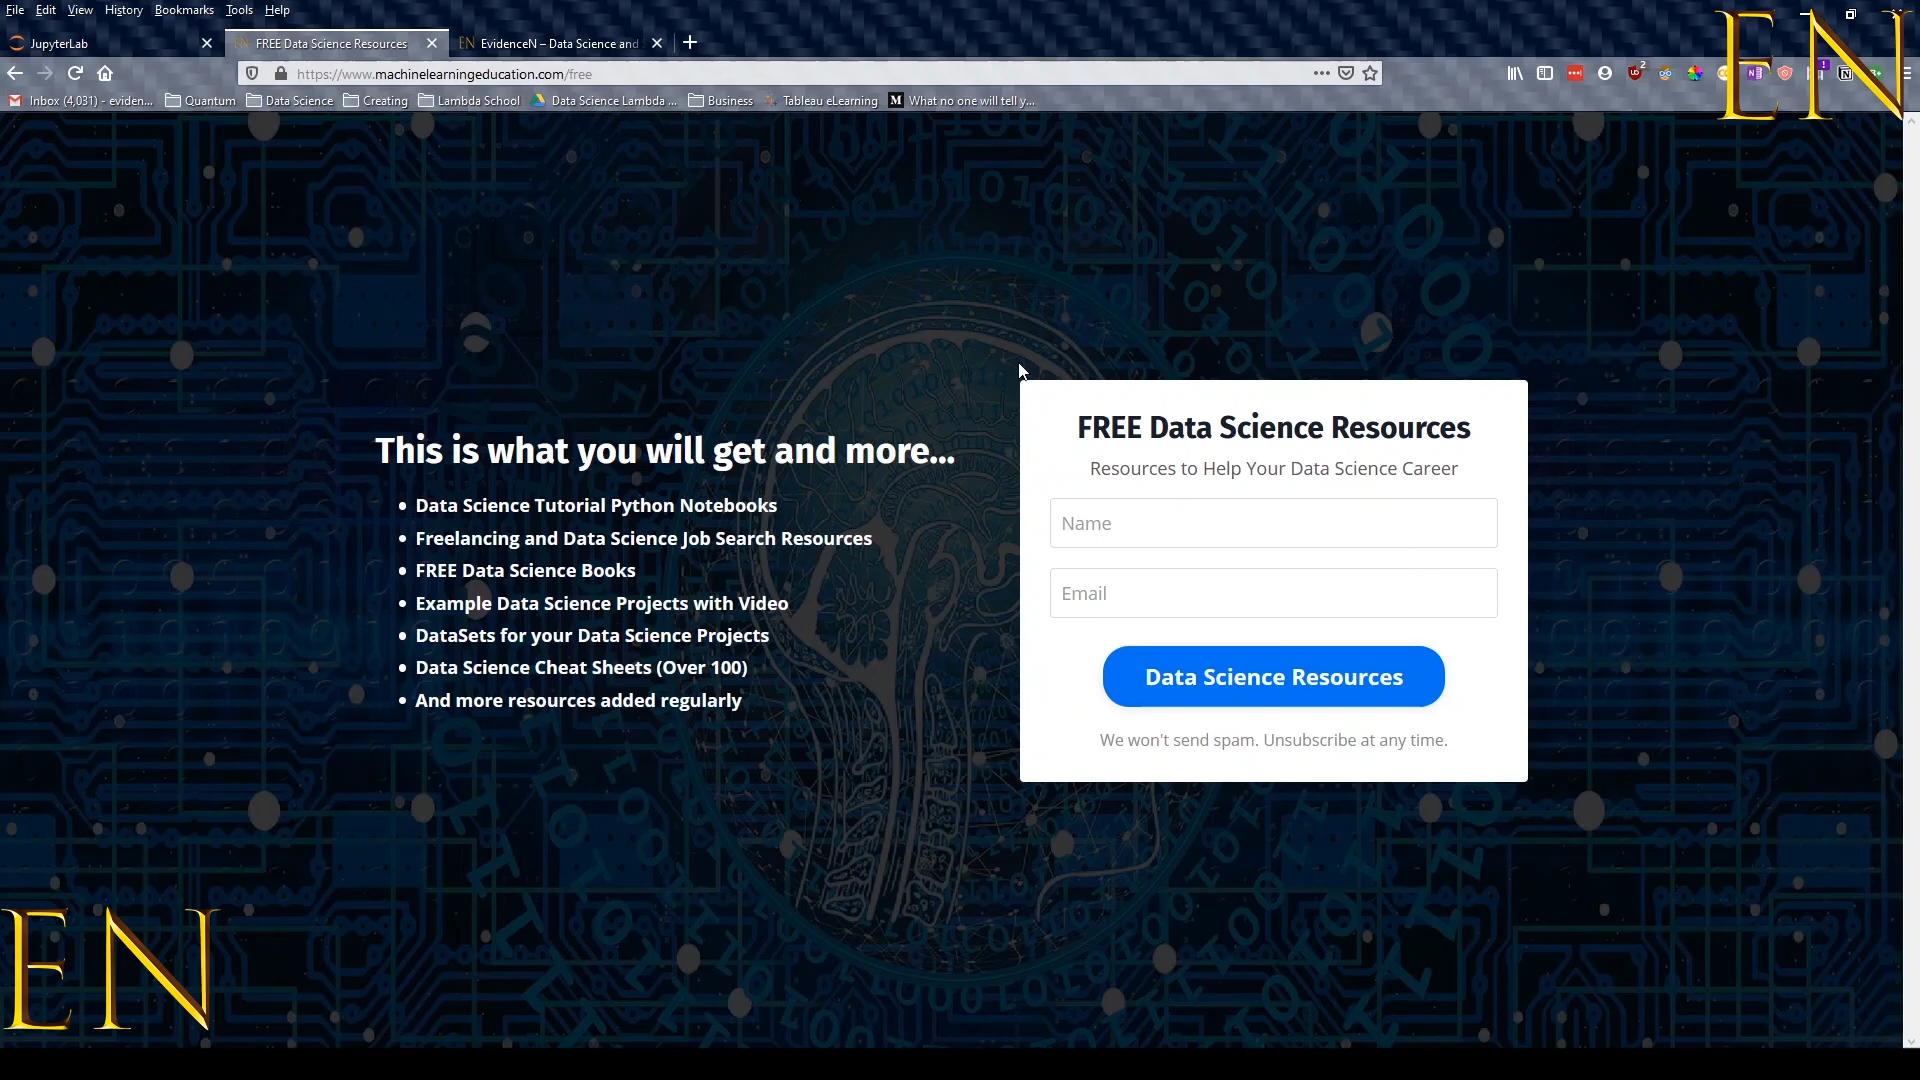 File Edit View History Bookmarks Tools Help
JupyterLab
FREE Data Science Resources
EN EvidenceN – Data Science and
https://www.machinelearningeducation.com/free
Inbox (4,031) - eviden...
Quantum
Data Science
Creating
Lambda School
Data Science Lambda ...
Business
Tableau eLearning
M What no one will tell y...
EN
This is what you will get and more...
• Data Science Tutorial Python Notebooks
• Freelancing and Data Science Job Search Resources
• FREE Data Science Books
• Example Data Science Projects with Video
• DataSets for your Data Science Projects
• Data Science Cheat Sheets (Over 100)
• And more resources added regularly
FREE Data Science Resources
Resources to Help Your Data Science Career
Name
Email
Data Science Resources
We won't send spam. Unsubscribe at any time.
EN